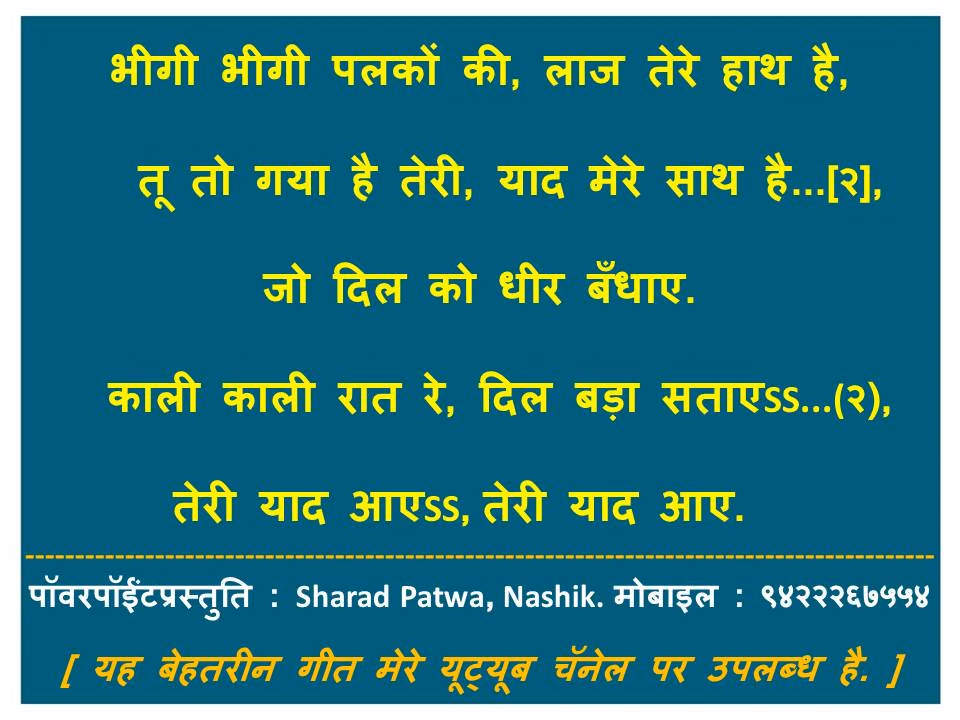 भीगी भीगी पलकों की, लाज तेरे हाथ है,
तू तो गया है तेरी, याद मेरे साथ है...[२],
जो दिल को धीर बँधाए.
काली काली रात रे, दिल बड़ा सताएSS...(२),
तेरी याद आएSS, तेरी याद आए.
--------------------------------------------------------------------------------------------
पॉवरपॉईंटप्रस्तुति : Sharad Patwa, Nashik. मोबाइल : ९४२२२६७५५४
[ यह बेहतरीन गीत मेरे यूट्यूब चॅनेल पर उपलब्ध है. ]